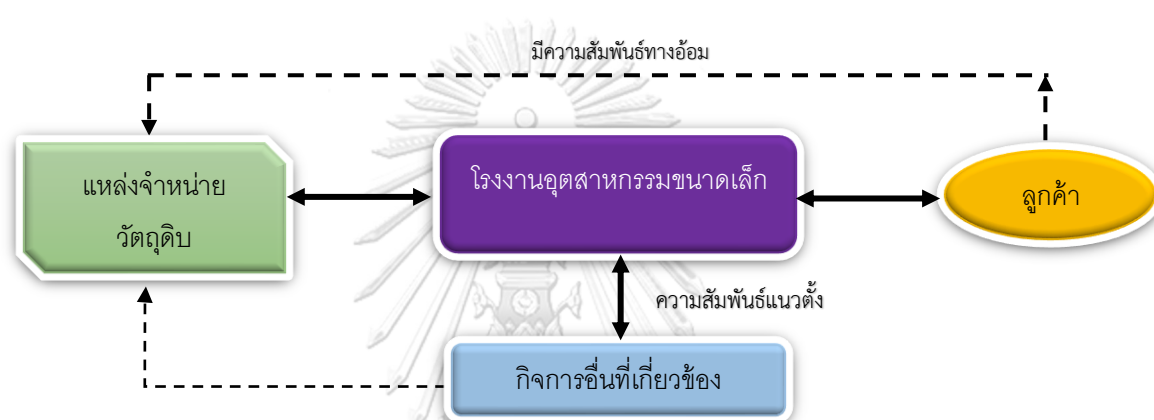 มีความสัมพันธ์ทางอ้อม
แหล่งจำหน่าย
วัตถุดิบ
โรงงานอุตสาหกรรมขนาดเล็ก
ลูกค้า
ความสัมพันธ์แนวตั้ง
กิจการอื่นที่เกี่ยวข้อง